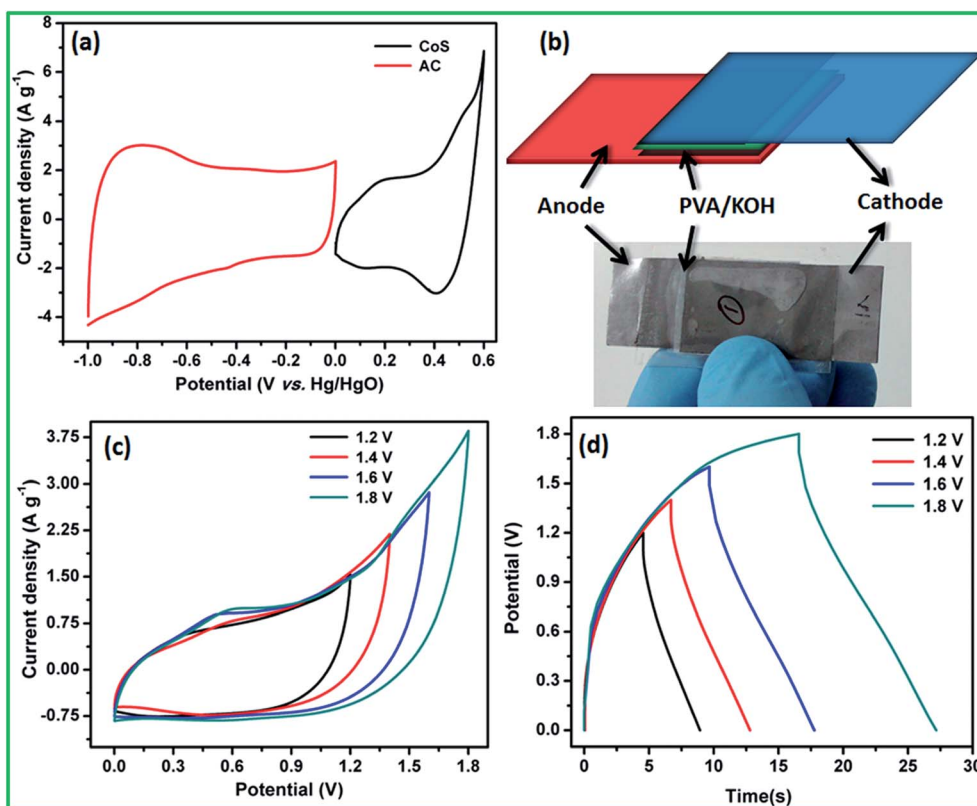 (a)
CoS
AC
Current density (A g⁻¹)
8
6
4
2
0
-2
-4
-1.0 -0.8 -0.6 -0.4 -0.2 0.0 0.2 0.4 0.6
Potential (V vs. Hg/HgO)
(b)
Anode PVA/KOH Cathode
1
(c)
1.2 V
1.4 V
1.6 V
1.8 V
Current density (A g⁻¹)
3.75
3.00
2.25
1.50
0.75
0.00
-0.75
0.0 0.3 0.6 0.9 1.2 1.5 1.8
Potential (V)
(d)
1.2 V
1.4 V
1.6 V
1.8 V
Potential (V)
1.8
1.5
1.2
0.9
0.6
0.3
0.0
0 5 10 15 20 25 30
Time(s)